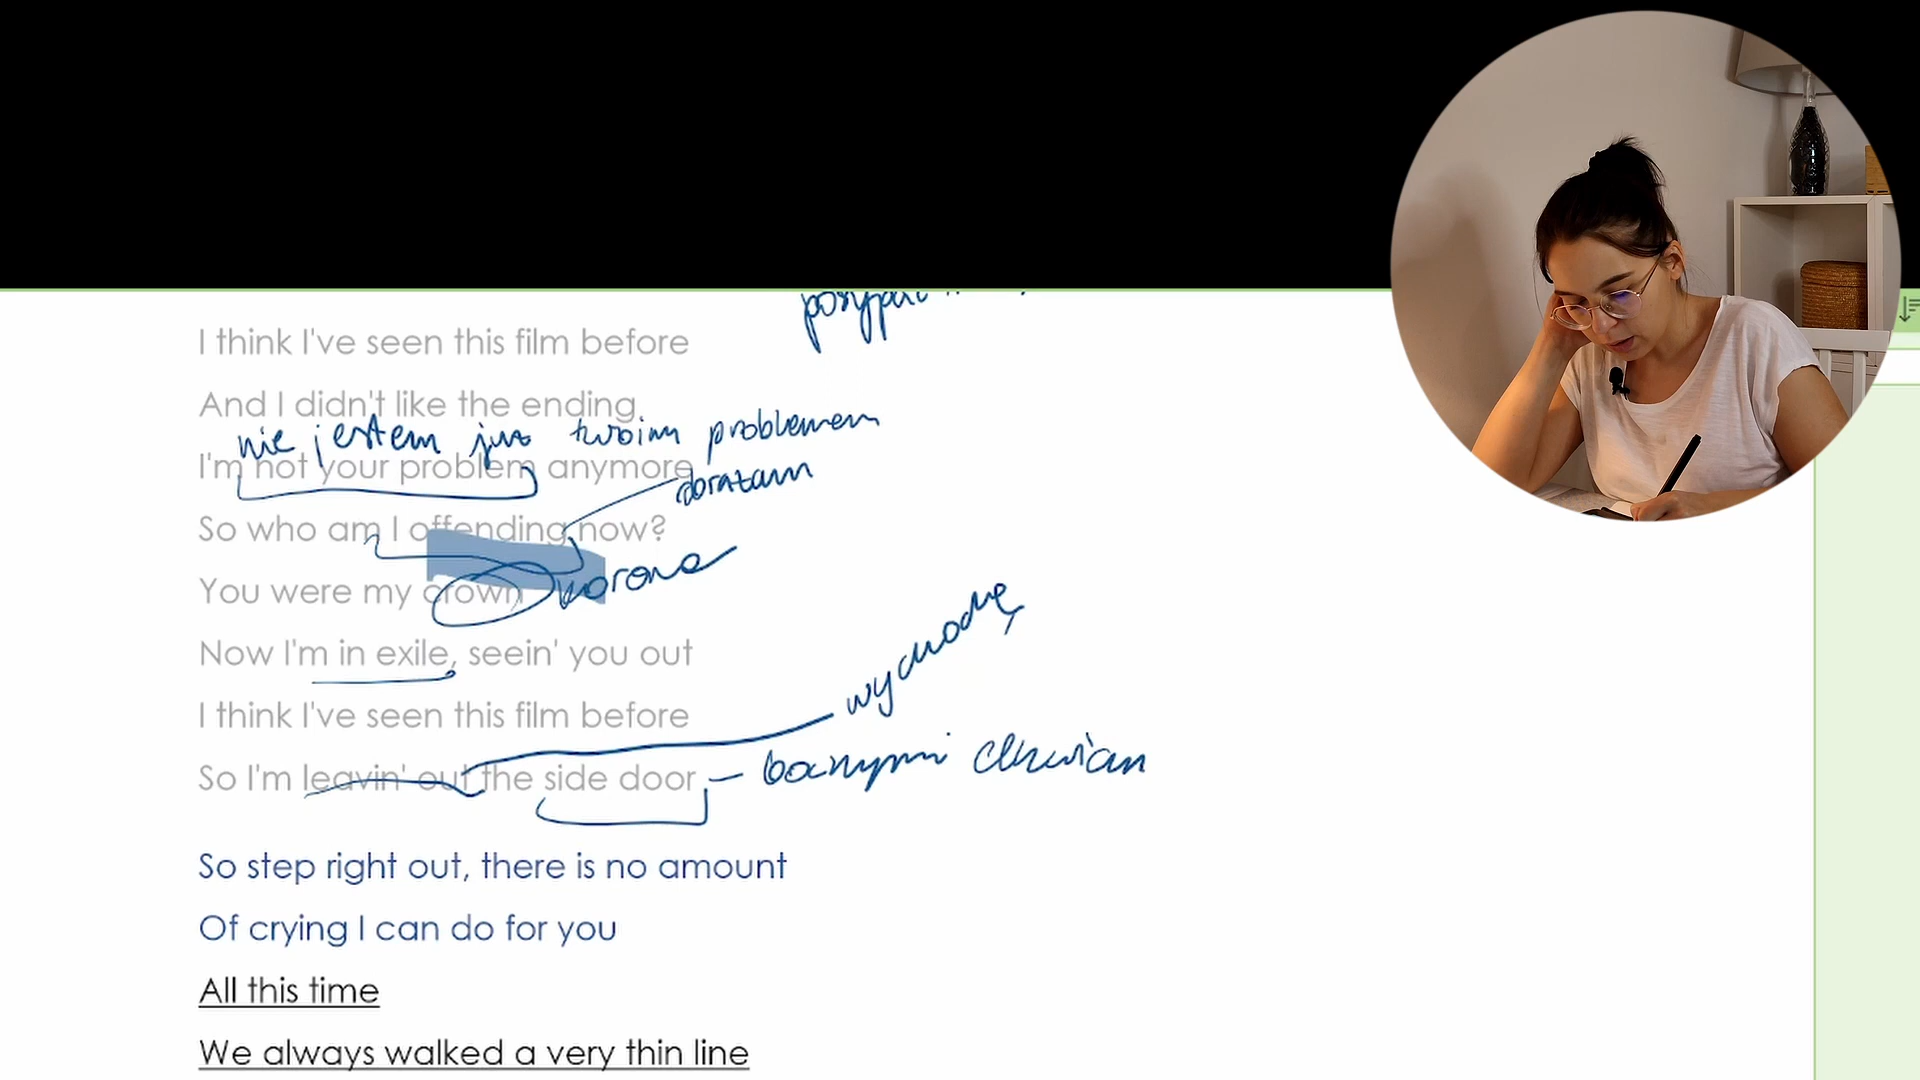 I think I've seen this film before
And I didn't like the ending
nie jestem już twoim problemem
I'm not your problem anymore
obrażam
So who am I offending now?
korona
You were my crown
Now I'm in exile, seein' you out
wychodzę
I think I've seen this film before
So I'm leavin' out the side door – bocznymi drzwiami
So step right out, there is no amount
Of crying I can do for you
All this time
We always walked a very thin line